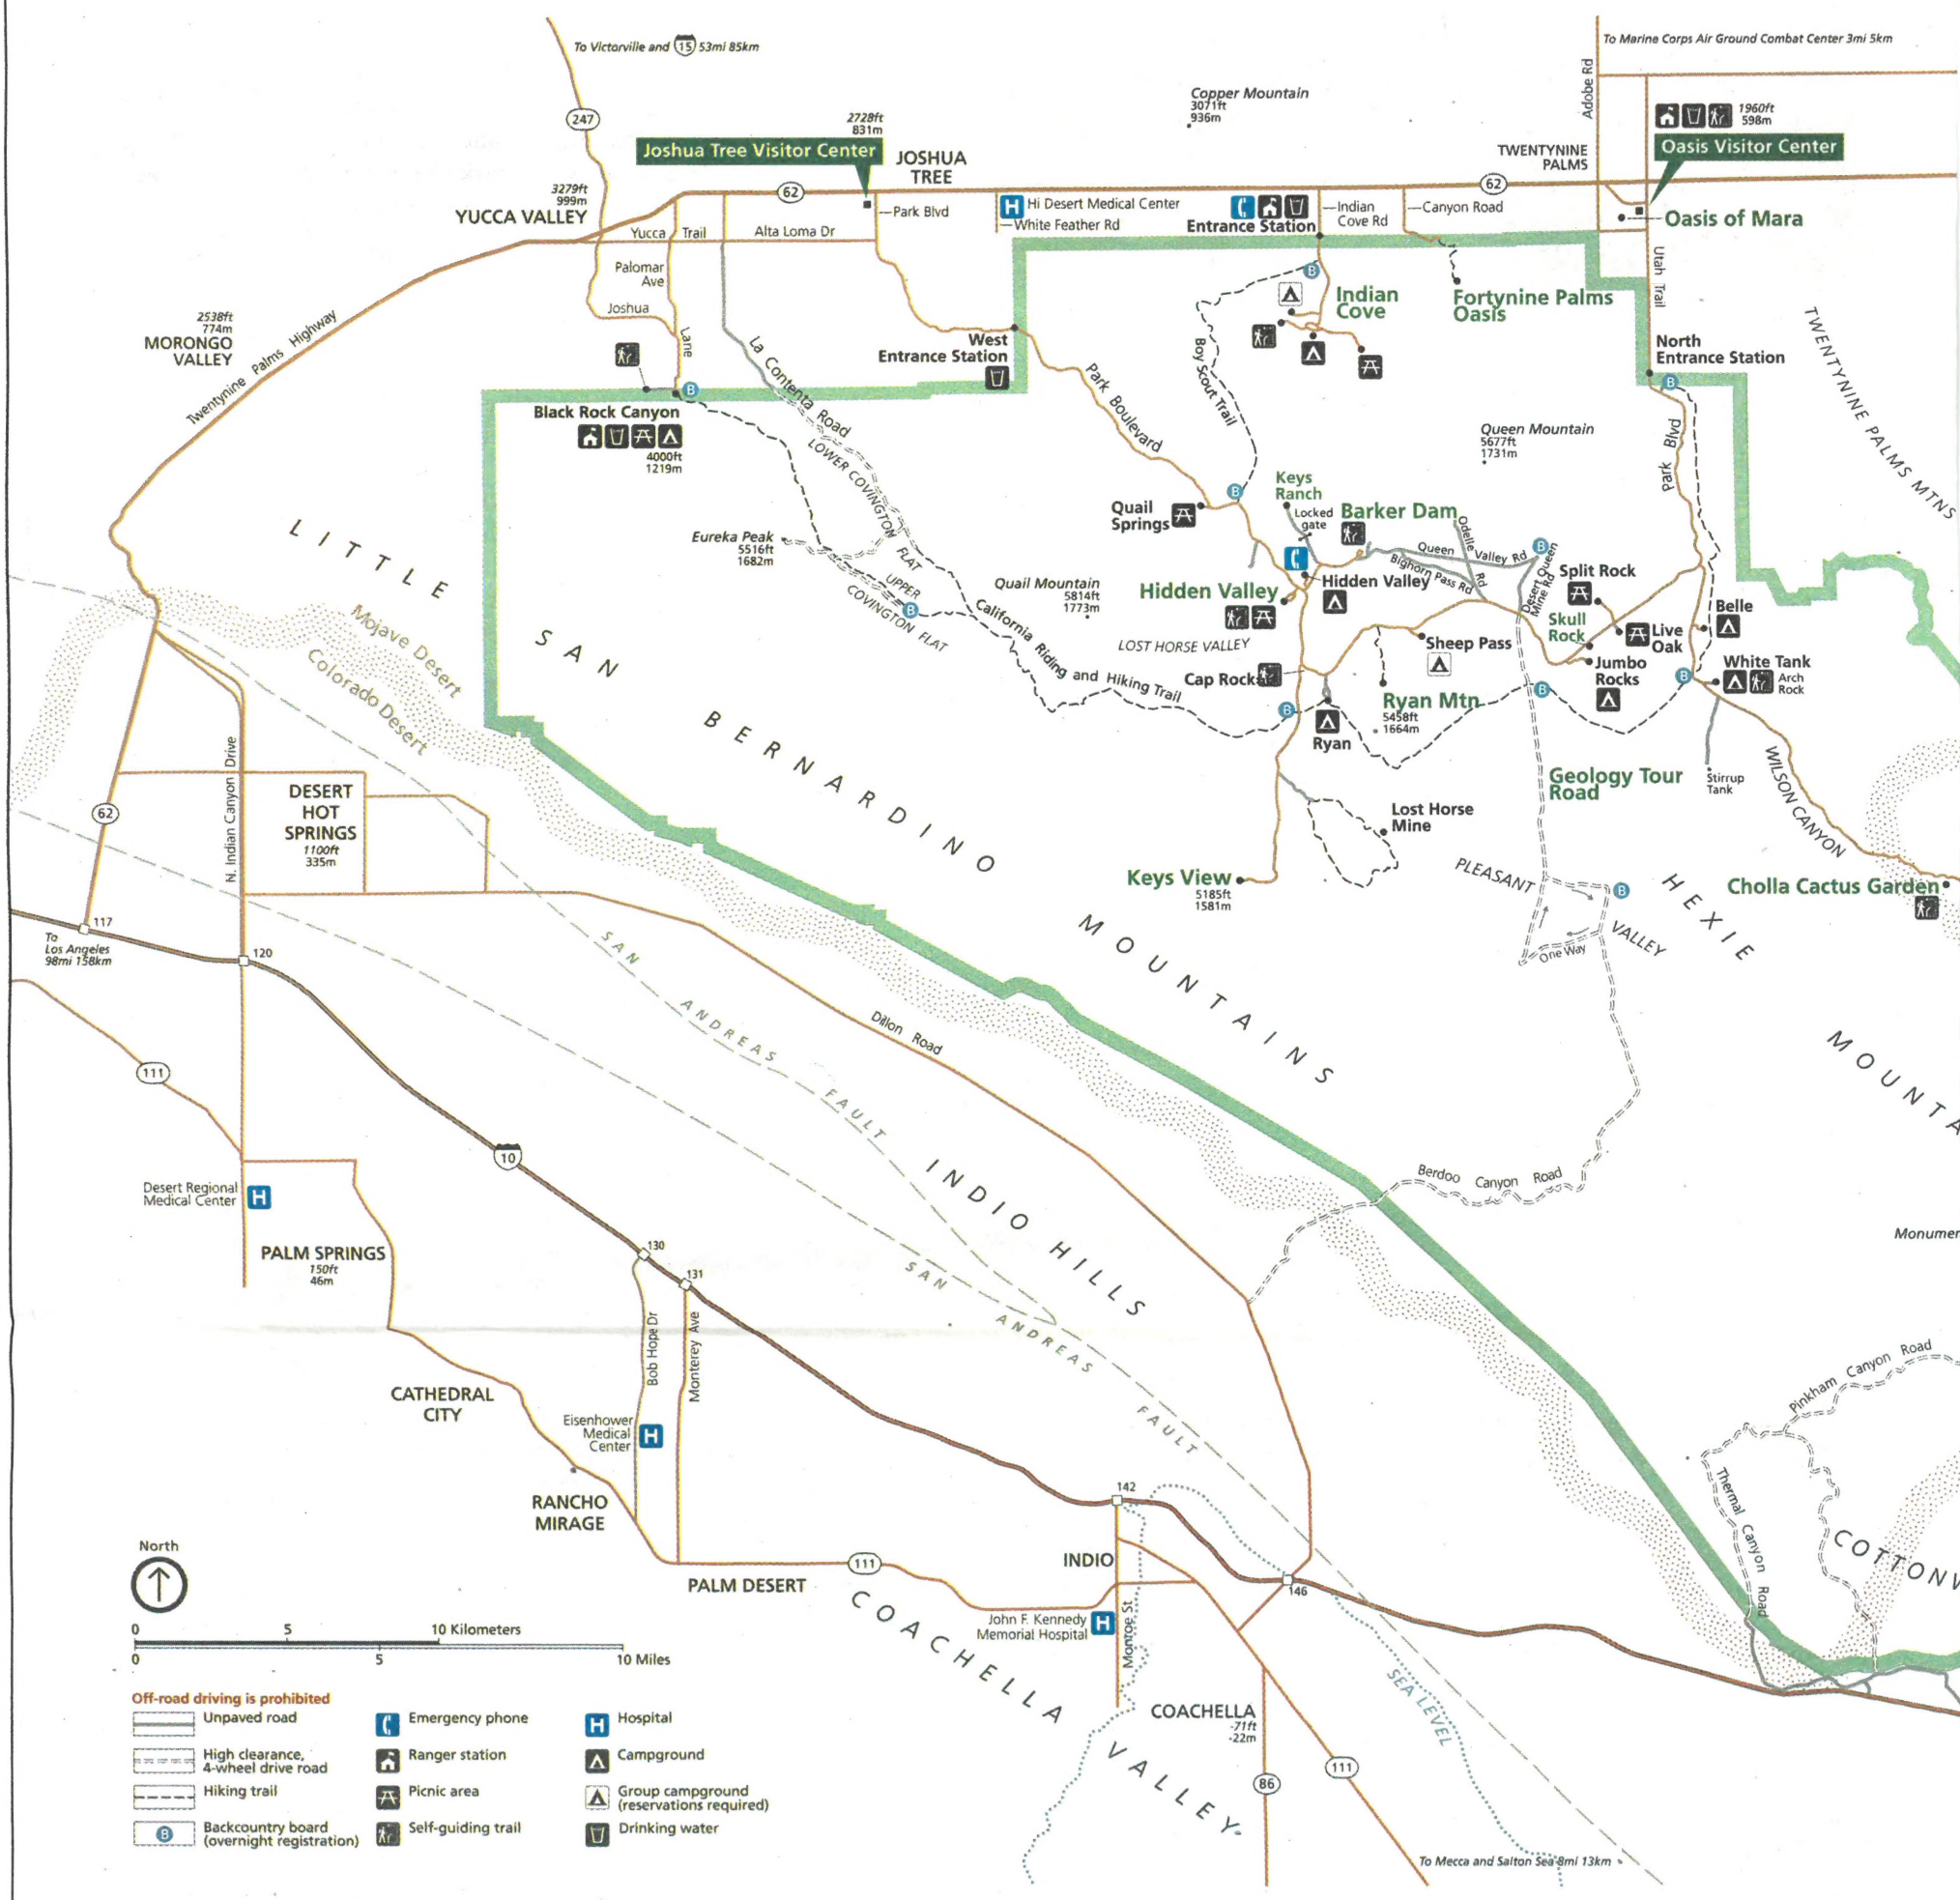 To Victorville and 15 53mi 85km
To Marine Corps Air Ground Combat Center 3mi 5km
Adobe Rd
247
Copper Mountain
3071ft
936m
2728ft
831m
Joshua Tree Visitor Center
JOSHUA
TREE
TWENTYNINE
PALMS
1960ft
598m
Oasis Visitor Center
3279ft
999m
YUCCA VALLEY
62
Park Blvd
H
Hi Desert Medical Center
White Feather Rd
Entrance Station
Indian
Cove Rd
Canyon Road
62
Oasis of Mara
Yucca Trail
Alta Loma Dr
Palomar
Ave
Joshua
Lane
Utah Trail
B
Indian
Cove
Fortynine Palms
Oasis
2538ft
774m
MORONGO
VALLEY
Twentynine Palms Highway
La Contenta Road
West
Entrance Station
Boy Scout Trail
North
Entrance Station
B
TWENTYNINE PALMS MTNS
B
Black Rock Canyon
4000ft
1219m
Park Boulevard
Queen Mountain
5677ft
1731m
Park Blvd
LOWER COVINGTON
FLAT
B
Quail
Springs
Keys
Ranch
Locked
gate
Barker Dam
Odelle
Rd
Queen Valley Rd
Bighorn Pass Rd
B
Desert Queen
Mine Rd
Eureka Peak
5516ft
1682m
UPPER
COVINGTON FLAT
B
Quail Mountain
5814ft
1773m
Hidden Valley
Hidden Valley
Split Rock
Skull
Rock
Live
Oak
Belle
California Riding and Hiking Trail
LOST HORSE VALLEY
Sheep Pass
Jumbo
Rocks
White Tank
Arch
Rock
B
Cap Rock
B
Ryan
Ryan Mtn
5458ft
1664m
B
Mojave Desert
Colorado Desert
LITTLE
SAN
BERNARDINO
MOUNTAINS
Geology Tour
Road
Stirrup
Tank
WILSON CANYON
Lost Horse
Mine
Keys View
5185ft
1581m
PLEASANT
VALLEY
B
One Way
HEXIE
MOUNTA
Cholla Cactus Garden
62
N. Indian Canyon Drive
DESERT
HOT
SPRINGS
1100ft
335m
117
To
Los Angeles
98mi 158km
120
SAN
ANDREAS
FAULT
Dillon Road
111
10
Berdoo Canyon Road
Monumen
Desert Regional
Medical Center
H
PALM SPRINGS
150ft
46m
INDIO HILLS
SAN
ANDREAS
FAULT
130
131
Bob Hope Dr
Monterey Ave
CATHEDRAL
CITY
Eisenhower
Medical
Center
H
RANCHO
MIRAGE
Pinkham Canyon Road
Thermal Canyon Road
COTTONW
142
INDIO
146
111
PALM DESERT
John F. Kennedy
Memorial Hospital
H
Monroe St
COACHELLA
VALLEY
COACHELLA
-71ft
-22m
SEA LEVEL
86
111
To Mecca and Salton Sea 8mi 13km
North
0 5 10 Kilometers
0 5 10 Miles
Off-road driving is prohibited
Unpaved road
High clearance,
4-wheel drive road
Hiking trail
B
Backcountry board
(overnight registration)
Emergency phone
Ranger station
Picnic area
Self-guiding trail
H
Hospital
Campground
Group campground
(reservations required)
Drinking water